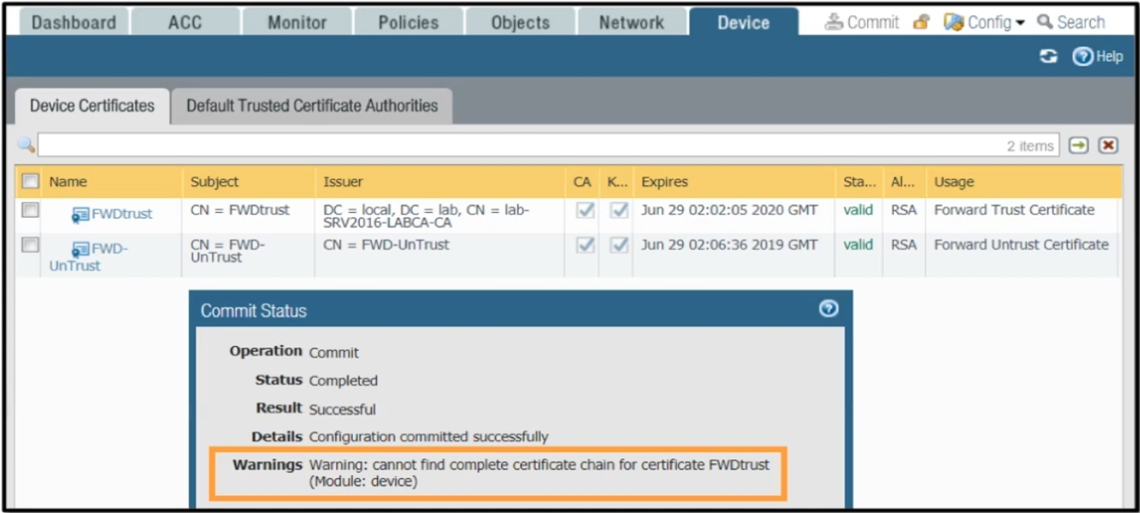 Dashboard ACC Monitor Policies Objects Network Device Commit Config Search
Help
Device Certificates Default Trusted Certificate Authorities
2 items
Name Subject Issuer CA K... Expires Sta... Al... Usage
FWDtrust CN = FWDtrust DC = local, DC = lab, CN = lab-
SRV2016-LABCA-CA Jun 29 02:02:05 2020 GMT valid RSA Forward Trust Certificate
FWD-
UnTrust CN = FWD-
UnTrust CN = FWD-UnTrust Jun 29 02:06:36 2019 GMT valid RSA Forward Untrust Certificate
Commit Status
Operation Commit
Status Completed
Result Successful
Details Configuration committed successfully
Warnings Warning: cannot find complete certificate chain for certificate FWDtrust
(Module: device)